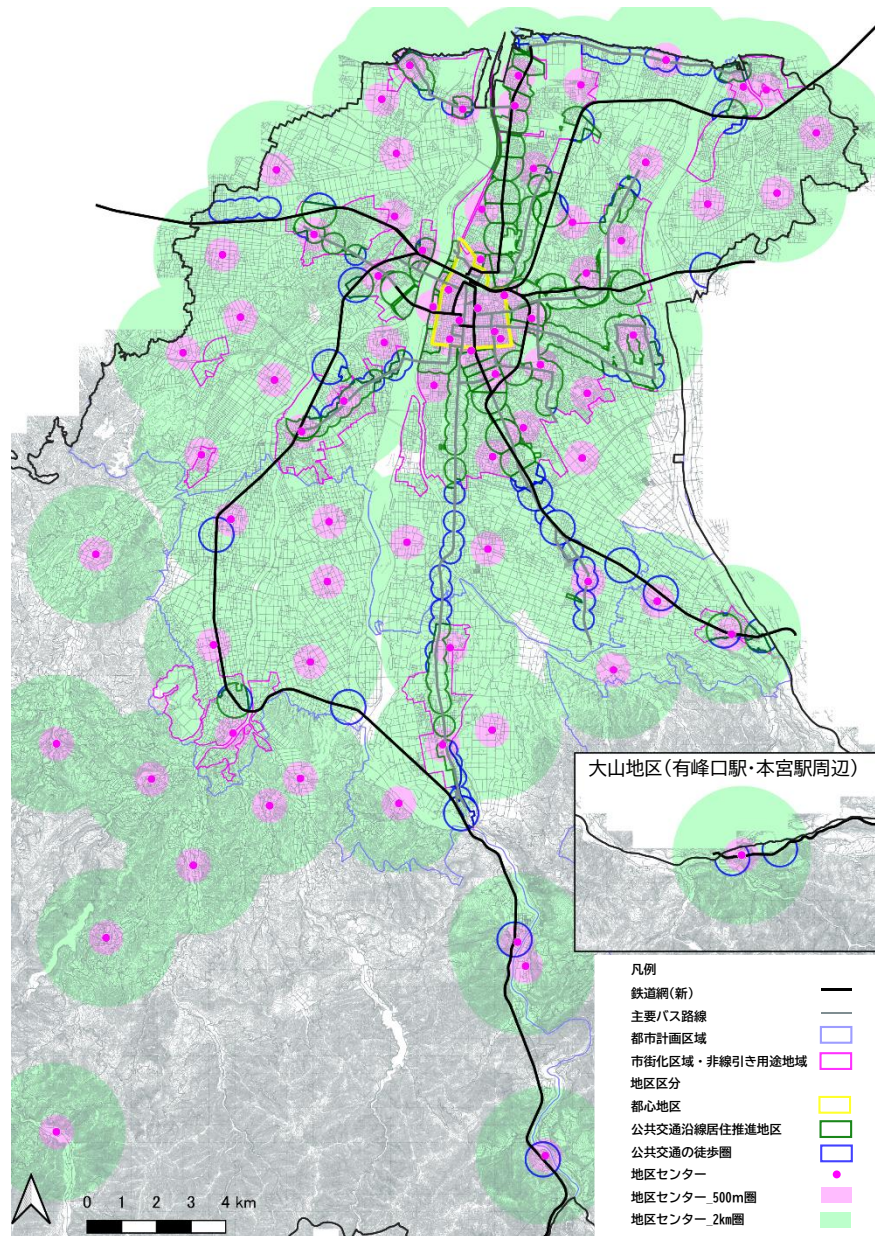 大山地区(有峰口駅・本宮駅周辺)
凡例
鉄道網(新)
主要バス路線
都市計画区域
市街化区域・非線引き用途地域
地区区分
都心地区
公共交通沿線居住推進地区
公共交通の徒歩圏
地区センター
地区センター_500m圏
地区センター_2km圏
0 1 2 3 4 km